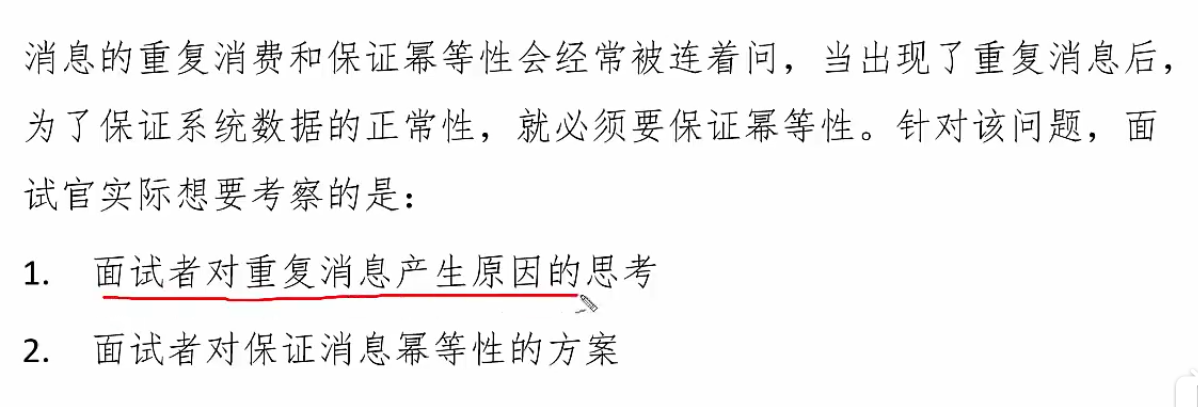 消息的重复消费和保证幂等性会经常被连着问，当出现了重复消息后，
为了保证系统数据的正常性，就必须要保证幂等性。针对该问题，面
试官实际想要考察的是：
1. 面试者对重复消息产生原因的思考
2. 面试者对保证消息幂等性的方案